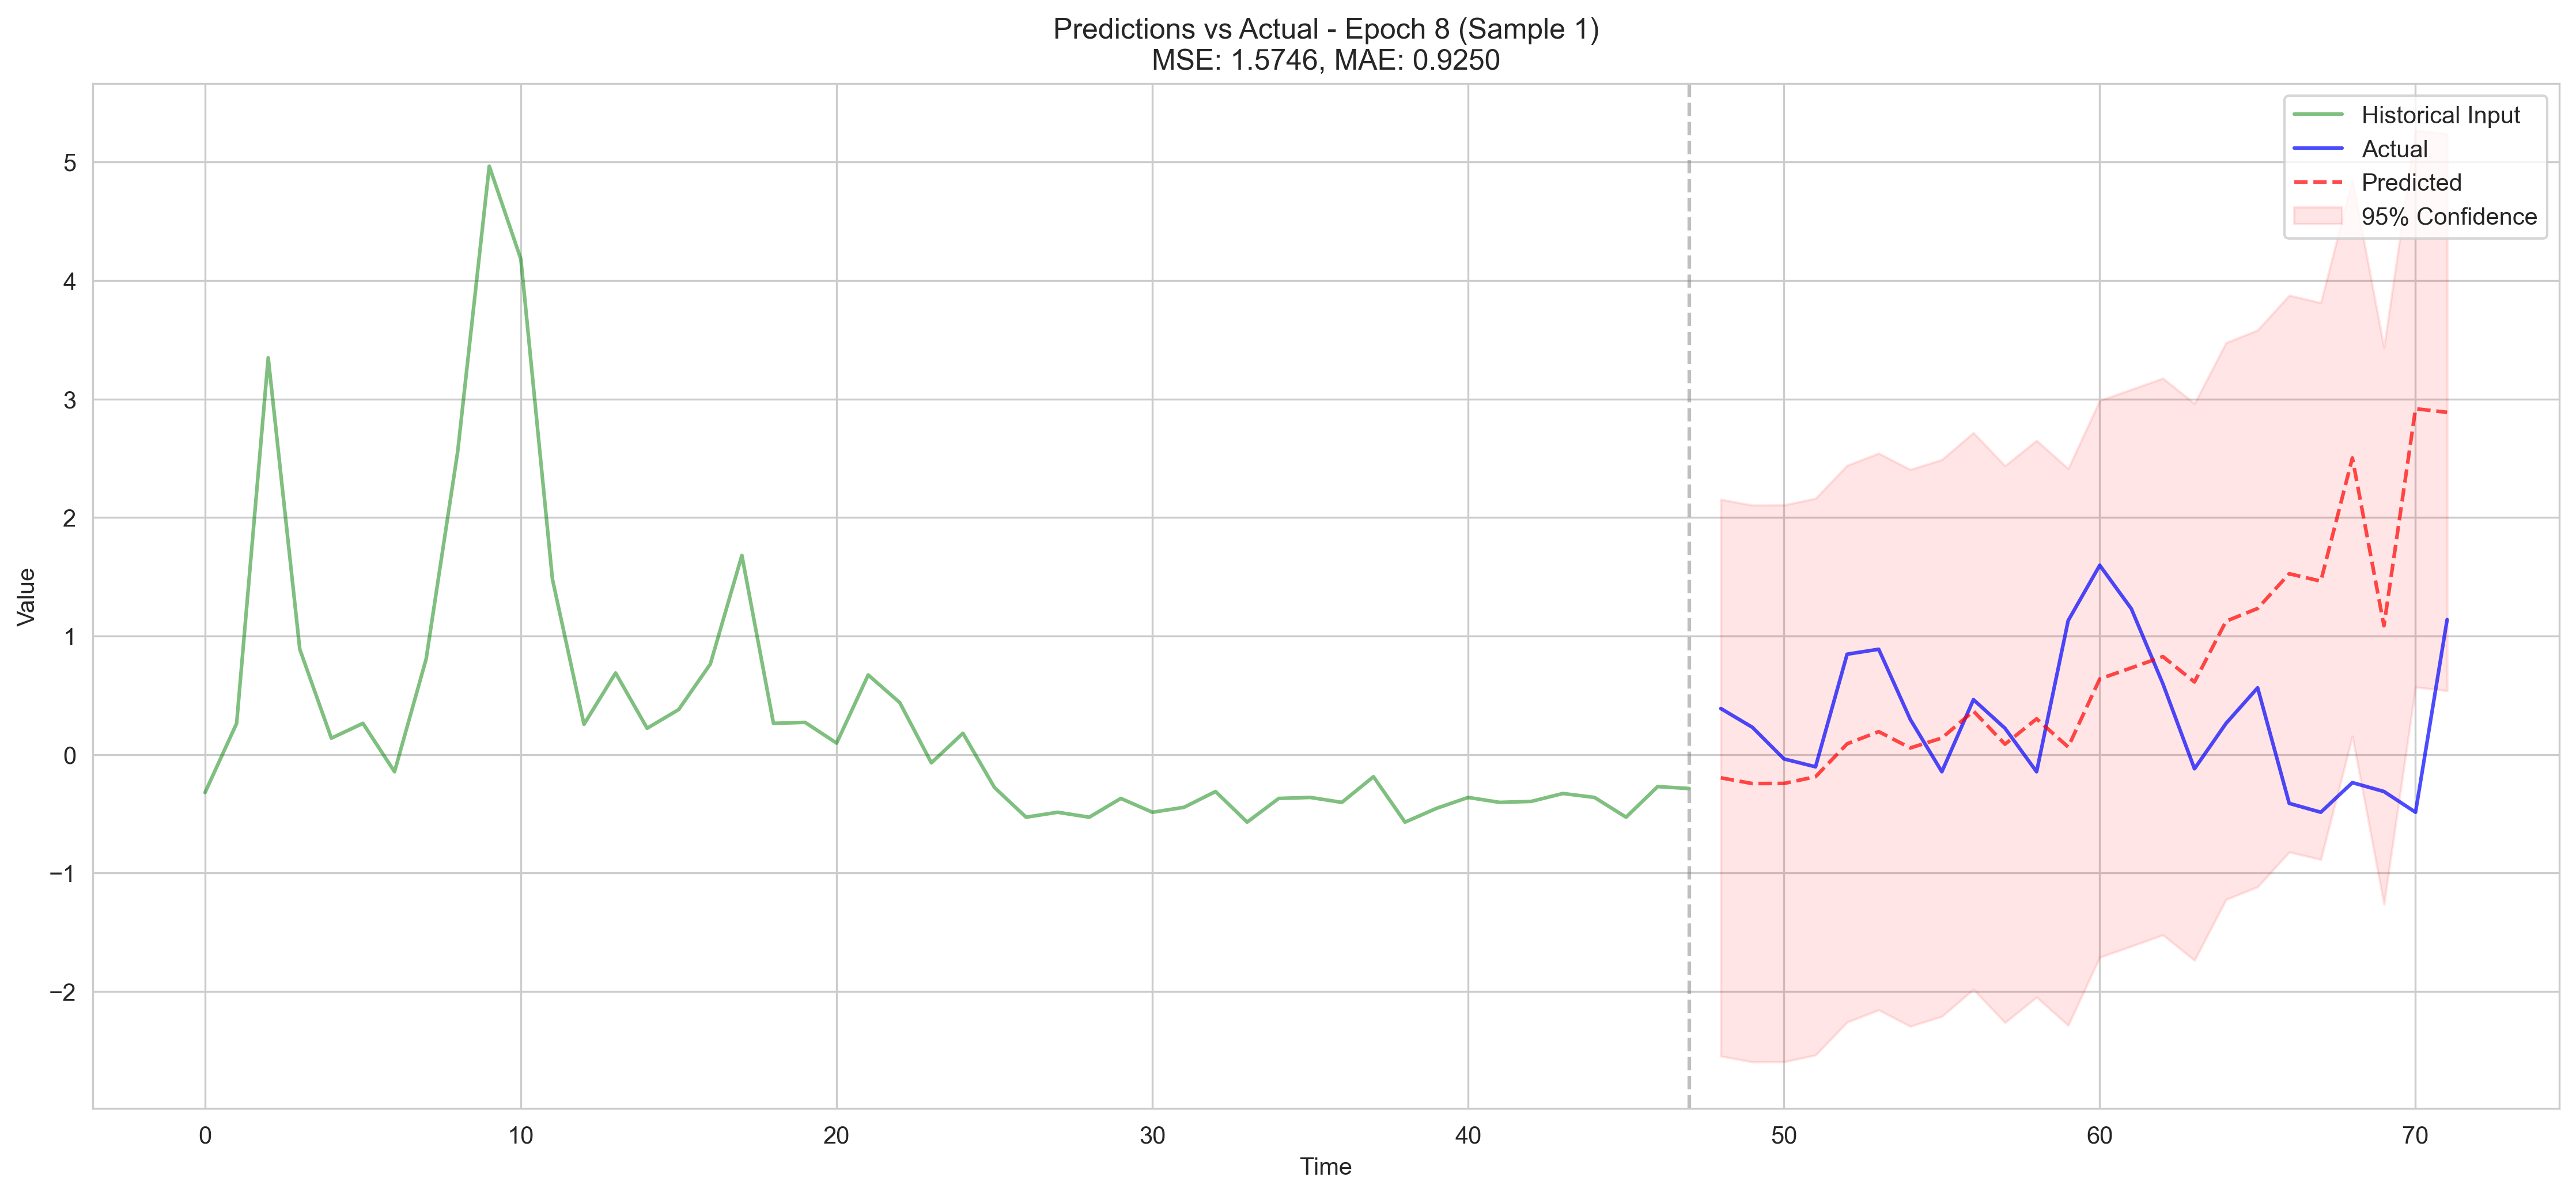 Predictions vs Actual - Epoch 8 (Sample 1)
MSE: 1.5746, MAE: 0.9250
Historical Input
Actual
Predicted
95% Confidence
5
4
3
2
1
0
−1
−2
Value
0 10 20 30 40 50 60 70
Time